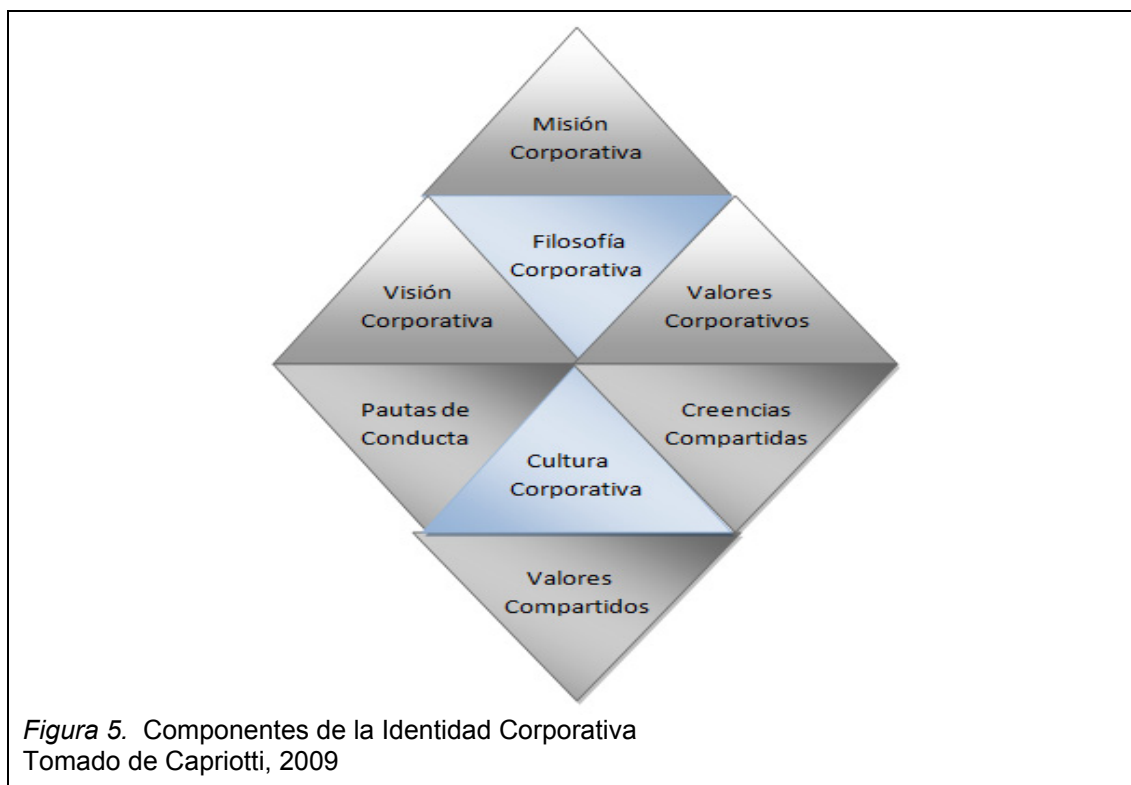 Misión
Corporativa
Filosofía
Corporativa
Visión
Corporativa
Valores
Corporativos
Pautas de
Conducta
Creencias
Compartidas
Cultura
Corporativa
Valores
Compartidos
Figura 5. Componentes de la Identidad Corporativa
Tomado de Capriotti, 2009